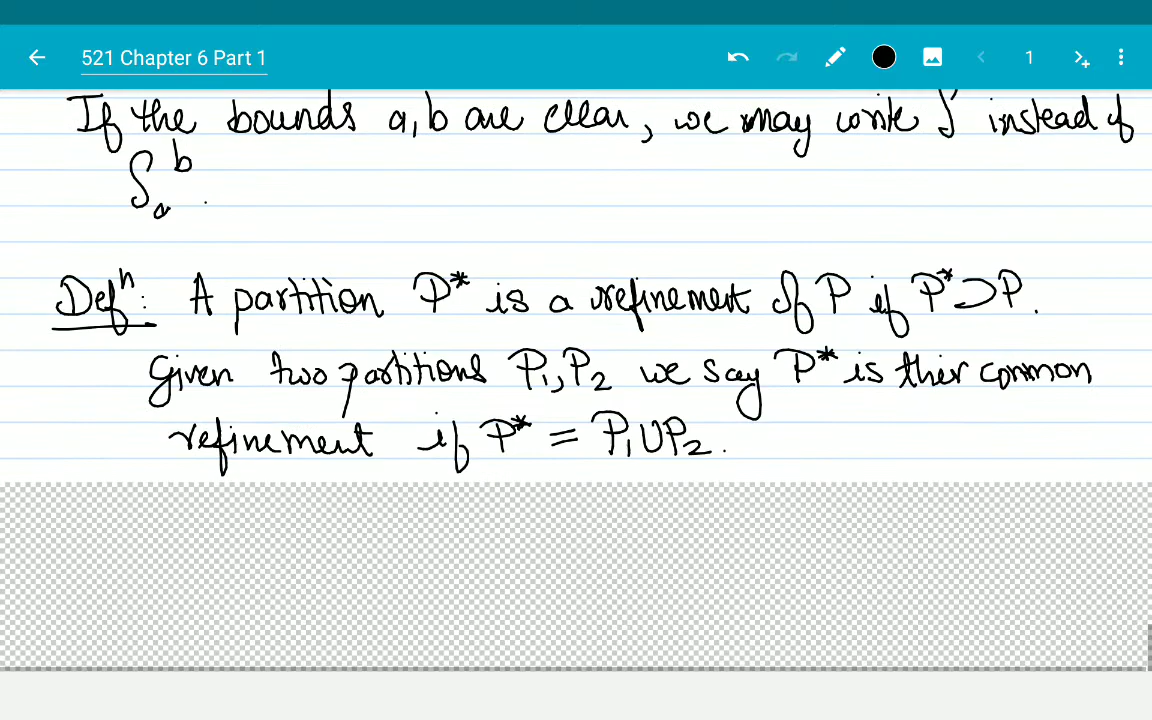 521 Chapter 6 Part 1
1
If the bounds a, b are clear, we may write ∫ instead of
∫_a^b .
Defⁿ: A partition P* is a refinement of P if P* ⊃ P.
Given two partitions P₁, P₂ we say P* is their common
refinement if P* = P₁ ∪ P₂.